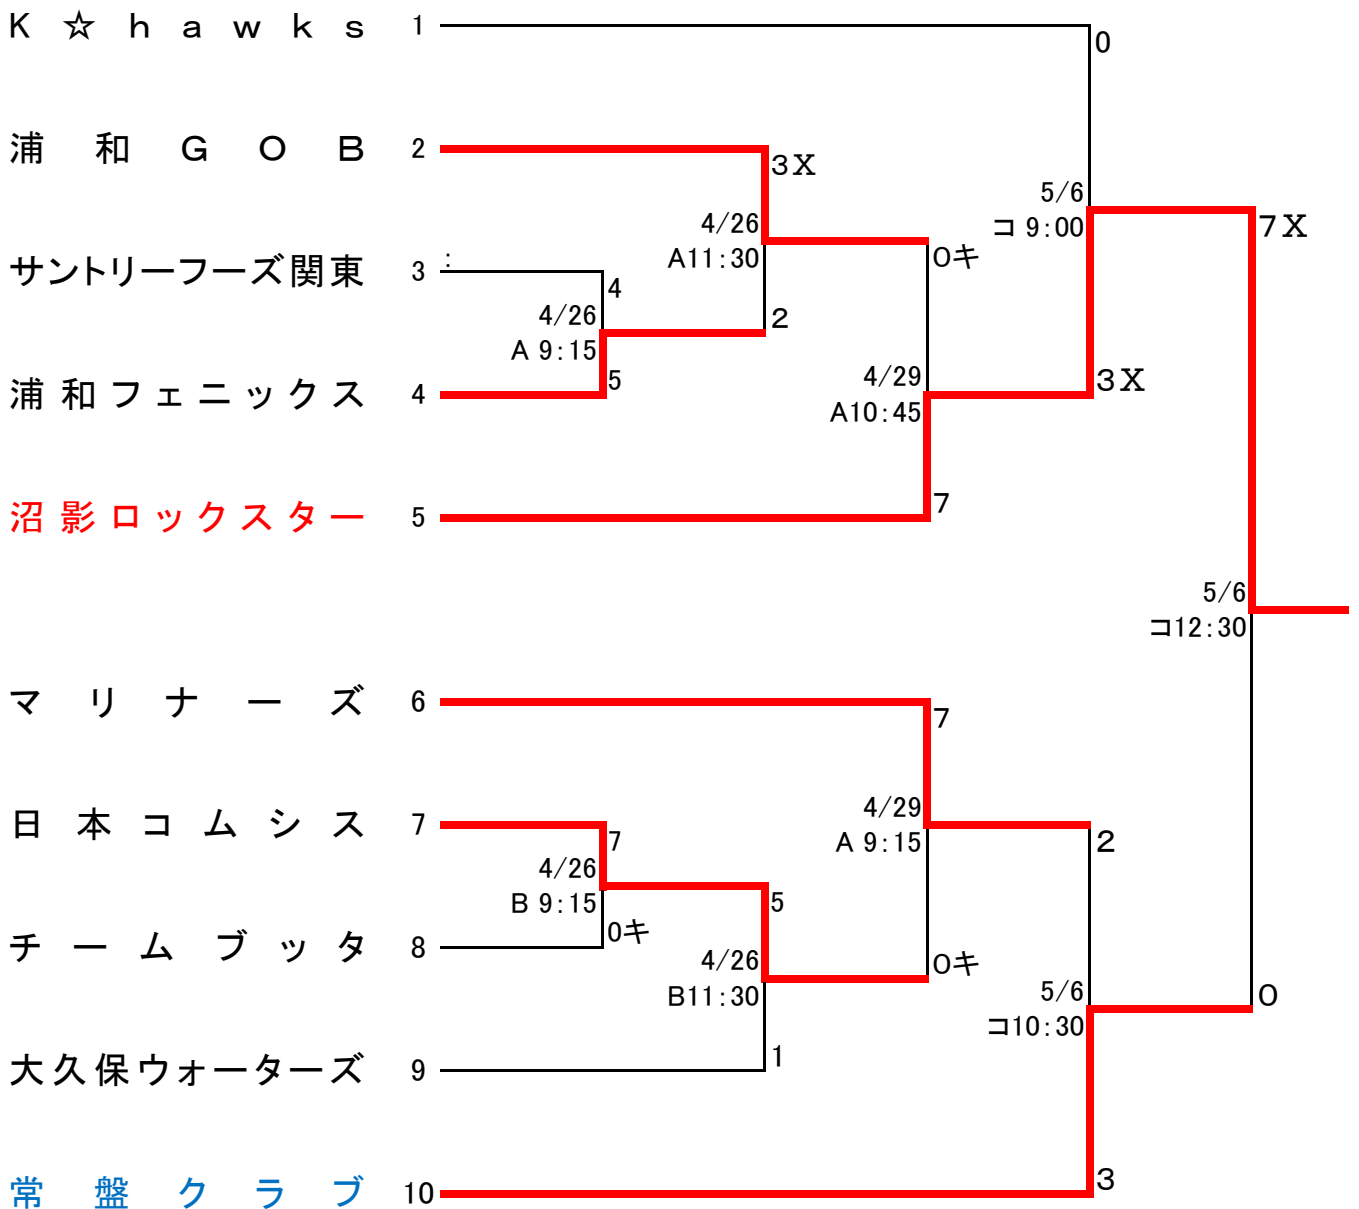 K☆hawks 1
0
浦和GOB 2
3X
5/6
コ 9:00
7X
4/26
A11:30
0キ
サントリーフーズ関東 3 :
4
4/26
A 9:15
2
浦和フェニックス 4
5
4/29
A10:45
3X
沼影ロックスター 5
7
5/6
コ12:30
マリナーズ 6
7
日本コムシス 7
7
4/29
A 9:15
2
4/26
B 9:15
5
チームブッタ 8
0キ
4/26
B11:30
0キ
5/6
コ10:30
0
大久保ウォーターズ 9
1
常盤クラブ 10
3